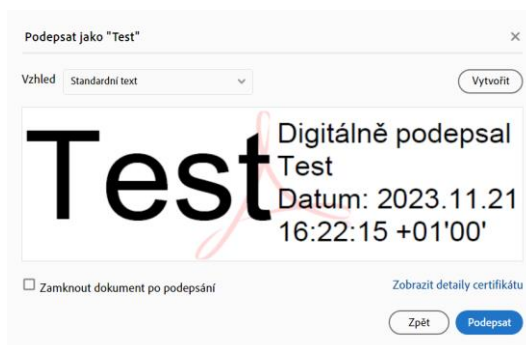 Podepsat jako "Test"
Vzhled Standardní text Vytvořit
Test
Digitálně podepsal
Test
Datum: 2023.11.21
16:22:15 +01'00'
Zamknout dokument po podepsání Zobrazit detaily certifikátu
Zpět Podepsat